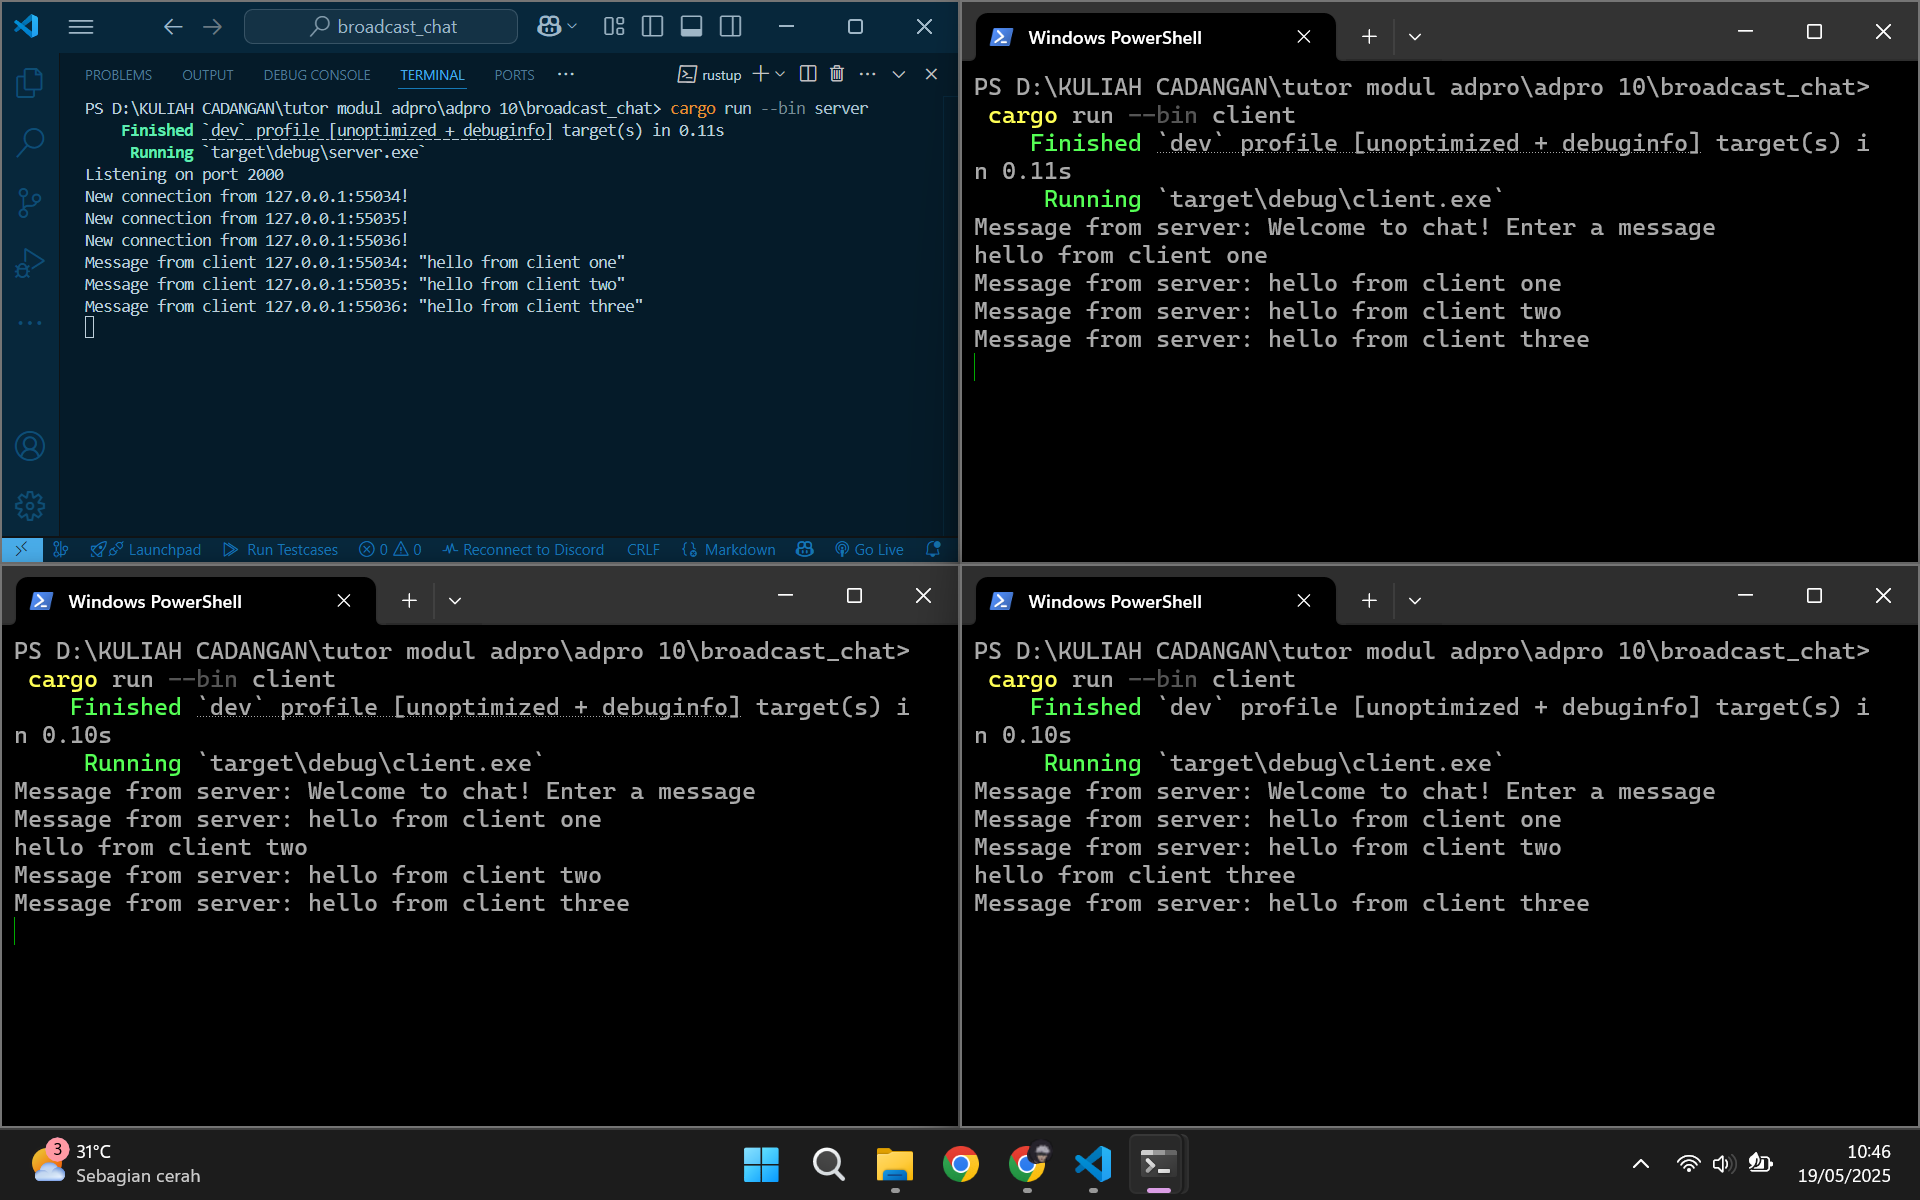 broadcast_chat
PROBLEMS OUTPUT DEBUG CONSOLE TERMINAL PORTS ··· rustup
PS D:\KULIAH CADANGAN\tutor modul adpro\adpro 10\broadcast_chat> cargo run --bin server
Finished `dev` profile [unoptimized + debuginfo] target(s) in 0.11s
Running `target\debug\server.exe`
Listening on port 2000
New connection from 127.0.0.1:55034!
New connection from 127.0.0.1:55035!
New connection from 127.0.0.1:55036!
Message from client 127.0.0.1:55034: "hello from client one"
Message from client 127.0.0.1:55035: "hello from client two"
Message from client 127.0.0.1:55036: "hello from client three"
Launchpad Run Testcases 0 0 Reconnect to Discord CRLF Markdown Go Live
Windows PowerShell
PS D:\KULIAH CADANGAN\tutor modul adpro\adpro 10\broadcast_chat>
cargo run --bin client
Finished `dev` profile [unoptimized + debuginfo] target(s) i
n 0.11s
Running `target\debug\client.exe`
Message from server: Welcome to chat! Enter a message
hello from client one
Message from server: hello from client one
Message from server: hello from client two
Message from server: hello from client three
Windows PowerShell
PS D:\KULIAH CADANGAN\tutor modul adpro\adpro 10\broadcast_chat>
cargo run --bin client
Finished `dev` profile [unoptimized + debuginfo] target(s) i
n 0.10s
Running `target\debug\client.exe`
Message from server: Welcome to chat! Enter a message
Message from server: hello from client one
hello from client two
Message from server: hello from client two
Message from server: hello from client three
Windows PowerShell
PS D:\KULIAH CADANGAN\tutor modul adpro\adpro 10\broadcast_chat>
cargo run --bin client
Finished `dev` profile [unoptimized + debuginfo] target(s) i
n 0.10s
Running `target\debug\client.exe`
Message from server: Welcome to chat! Enter a message
Message from server: hello from client one
Message from server: hello from client two
hello from client three
Message from server: hello from client three
3
31°C
Sebagian cerah
10:46
19/05/2025